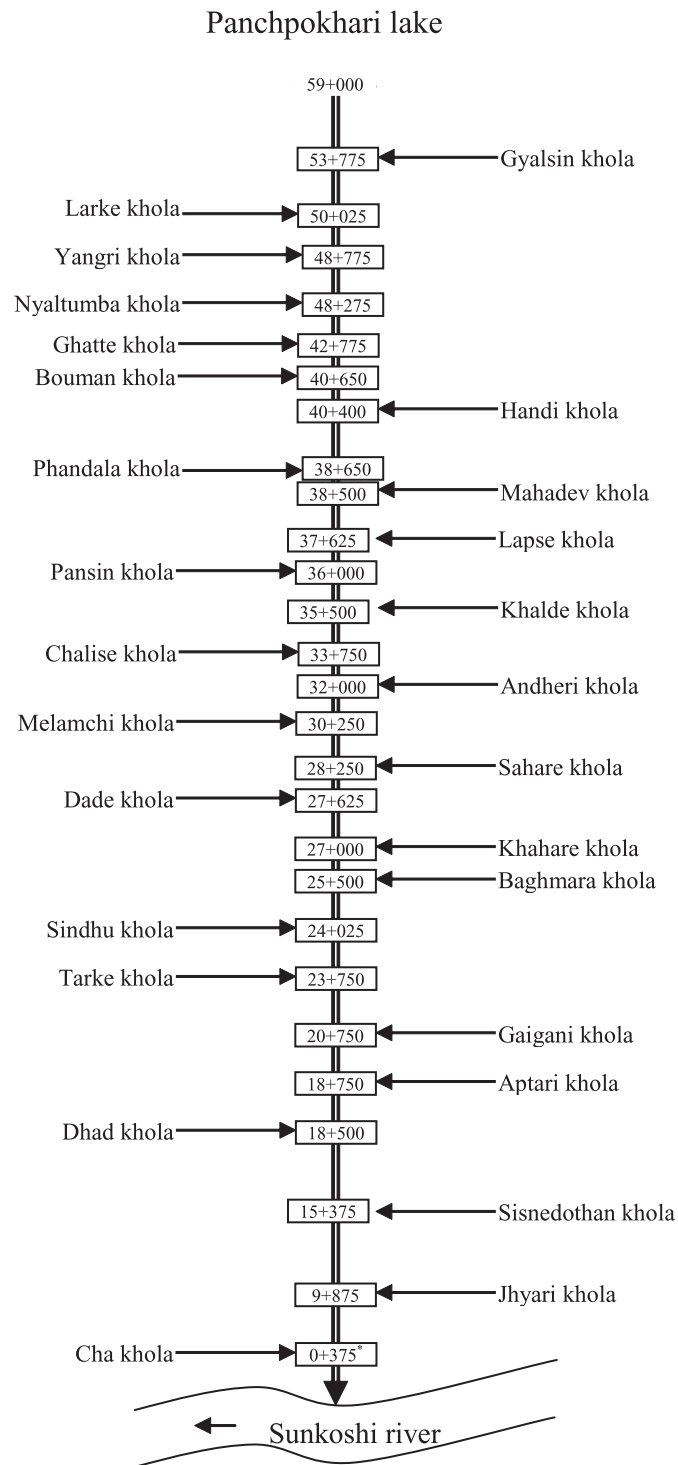 Panchpokhari lake
59+000
53+775 Gyalsin khola
Larke khola 50+025
Yangri khola 48+775
Nyaltumba khola 48+275
Ghatte khola 42+775
Bouman khola 40+650
40+400 Handi khola
Phandala khola 38+650
38+500 Mahadev khola
37+625 Lapse khola
Pansin khola 36+000
35+500 Khalde khola
Chalise khola 33+750
32+000 Andheri khola
Melamchi khola 30+250
28+250 Sahare khola
Dade khola 27+625
27+000 Khahare khola
25+500 Baghmara khola
Sindhu khola 24+025
Tarke khola 23+750
20+750 Gaigani khola
18+750 Aptari khola
Dhad khola 18+500
15+375 Sisnedothan khola
9+875 Jhyari khola
Cha khola 0+375*
Sunkoshi river